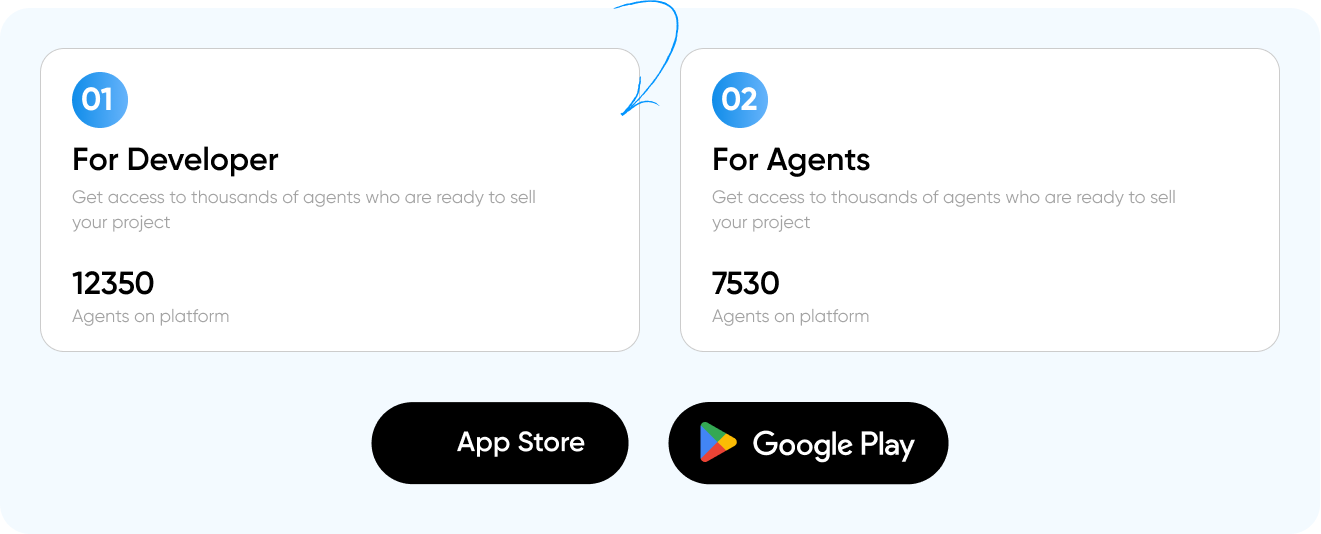 01
For Developer
Get access to thousands of agents who are ready to sell
your project
12350
Agents on platform
02
For Agents
Get access to thousands of agents who are ready to sell
your project
7530
Agents on platform
App Store
Google Play